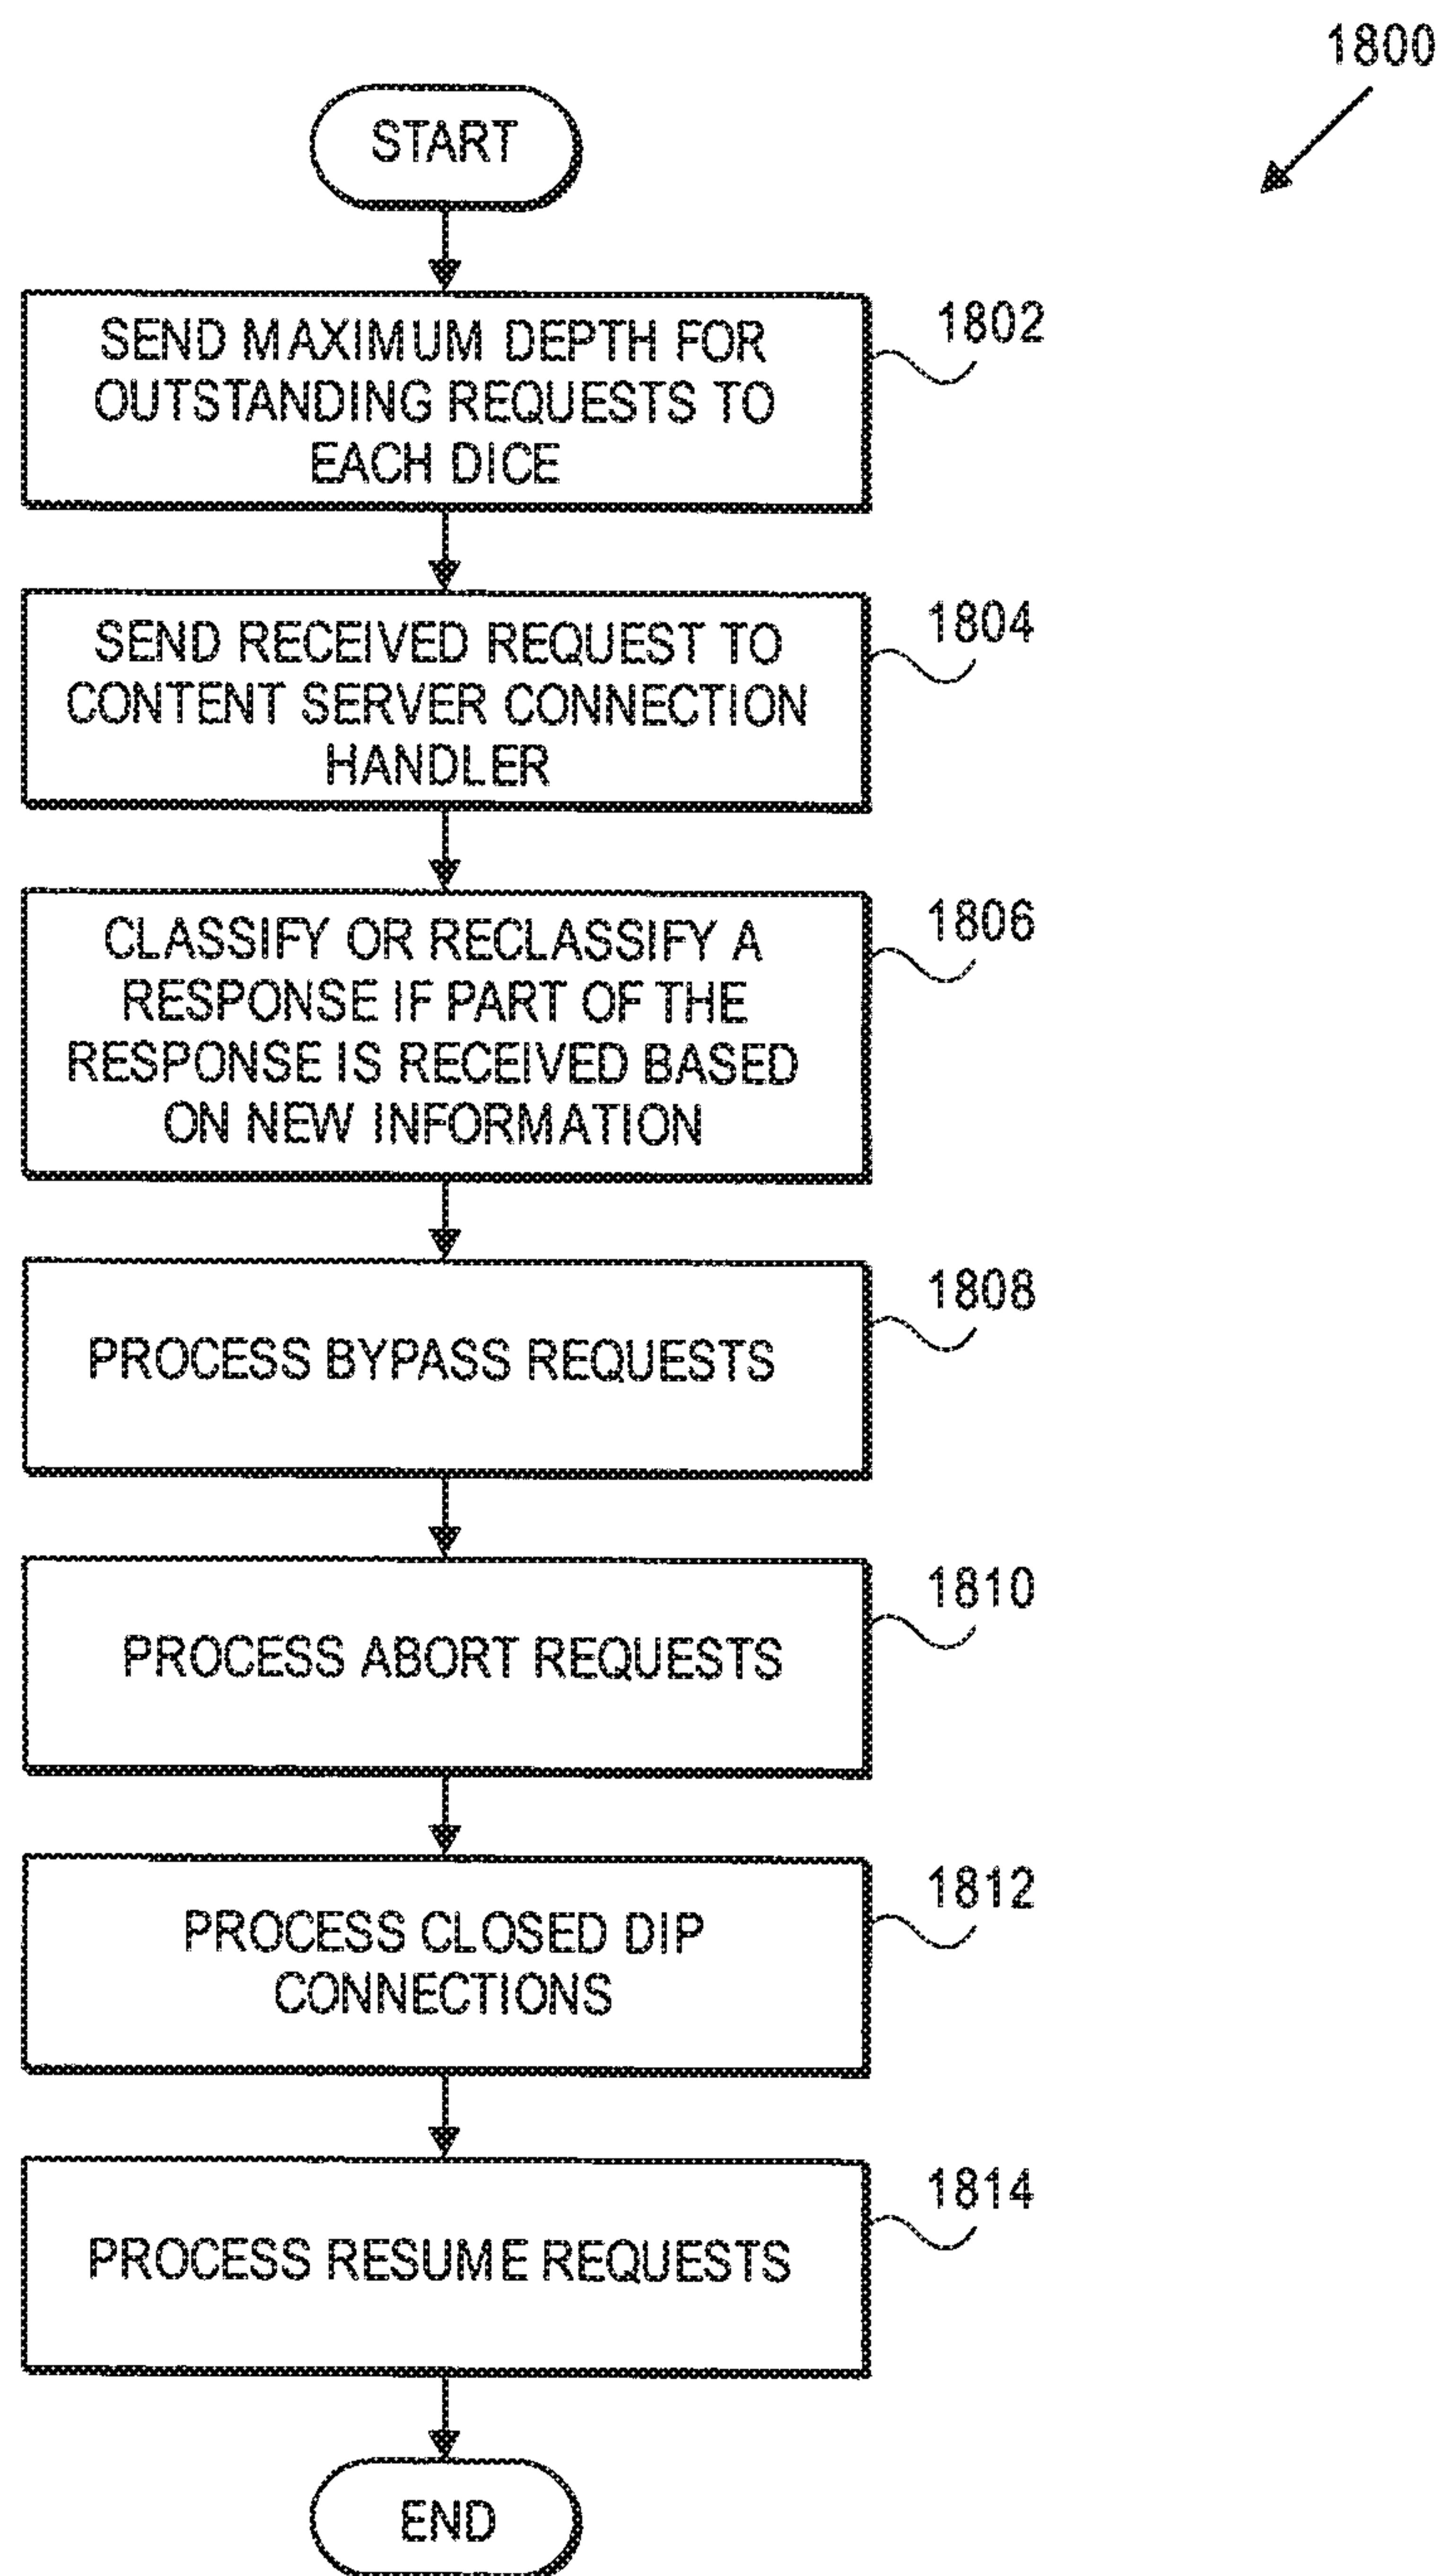 1800
START
SEND MAXIMUM DEPTH FOR
OUTSTANDING REQUESTS TO
EACH DICE
1802
SEND RECEIVED REQUEST TO
CONTENT SERVER CONNECTION
HANDLER
1804
CLASSIFY OR RECLASSIFY A
RESPONSE IF PART OF THE
RESPONSE IS RECEIVED BASED
ON NEW INFORMATION
1806
PROCESS BYPASS REQUESTS
1808
PROCESS ABORT REQUESTS
1810
PROCESS CLOSED DIP
CONNECTIONS
1812
PROCESS RESUME REQUESTS
1814
END